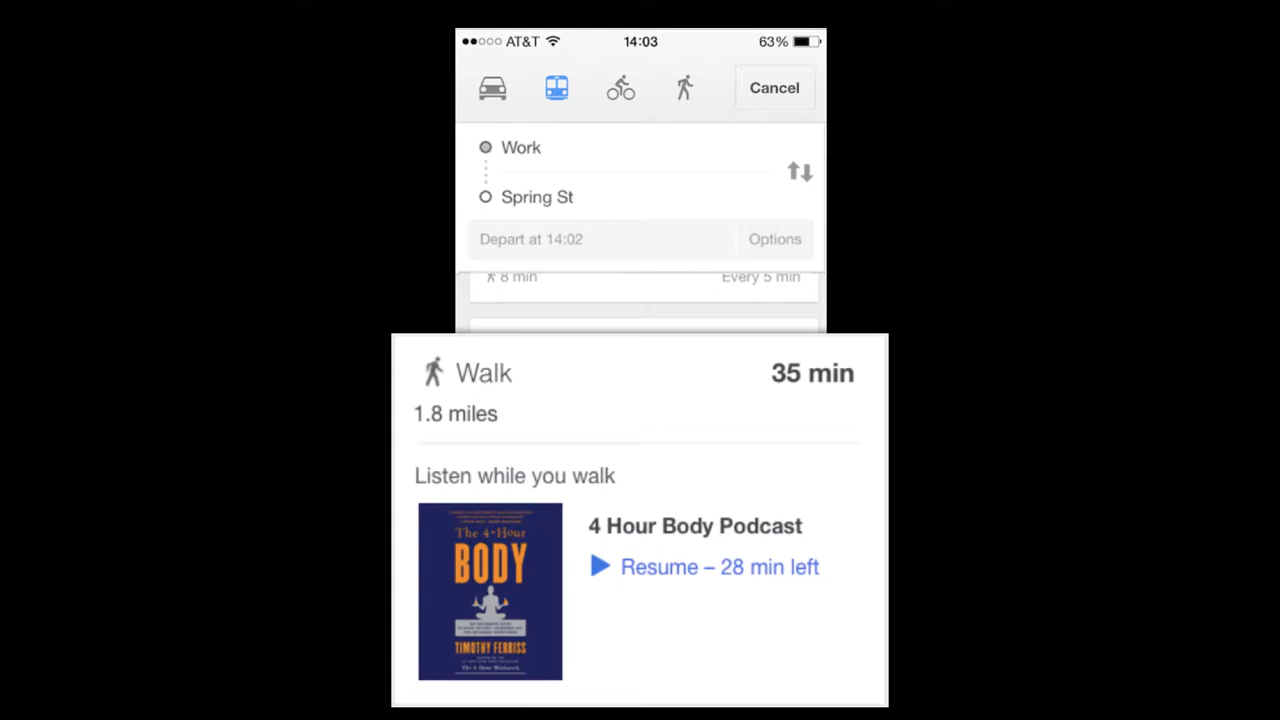 AT&T 14:03 63%
Cancel
Work
Spring St
Depart at 14:02 Options
8 min Every 5 min
Walk 35 min
1.8 miles
Listen while you walk
The 4-Hour
BODY
4 Hour Body Podcast
Resume – 28 min left
TIMOTHY FERRISS